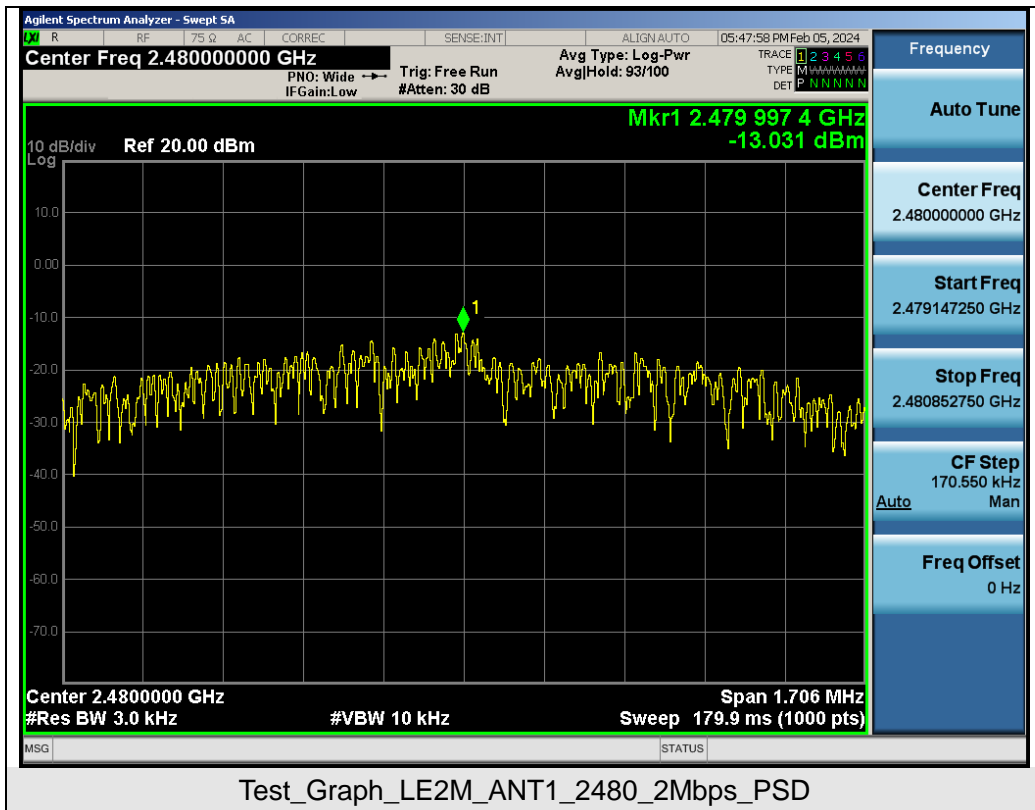 Agilent Spectrum Analyzer - Swept SA
LXI R RF 75 Ω AC CORREC SENSE:INT ALIGN AUTO 05:47:58 PM Feb 05, 2024
Center Freq 2.480000000 GHz
PNO: Wide
IFGain:Low
Trig: Free Run
#Atten: 30 dB
Avg Type: Log-Pwr
Avg|Hold: 93/100
TRACE 1 2 3 4 5 6
TYPE M WWWWW
DET P N N N N N
Mkr1 2.479 997 4 GHz
-13.031 dBm
10 dB/div Ref 20.00 dBm
Log
10.0
0.00
-10.0
-20.0
-30.0
-40.0
-50.0
-60.0
-70.0
1
Center 2.4800000 GHz Span 1.706 MHz
#Res BW 3.0 kHz #VBW 10 kHz Sweep 179.9 ms (1000 pts)
MSG STATUS
Frequency
Auto Tune
Center Freq
2.480000000 GHz
Start Freq
2.479147250 GHz
Stop Freq
2.480852750 GHz
CF Step
170.550 kHz
Auto Man
Freq Offset
0 Hz
Test_Graph_LE2M_ANT1_2480_2Mbps_PSD